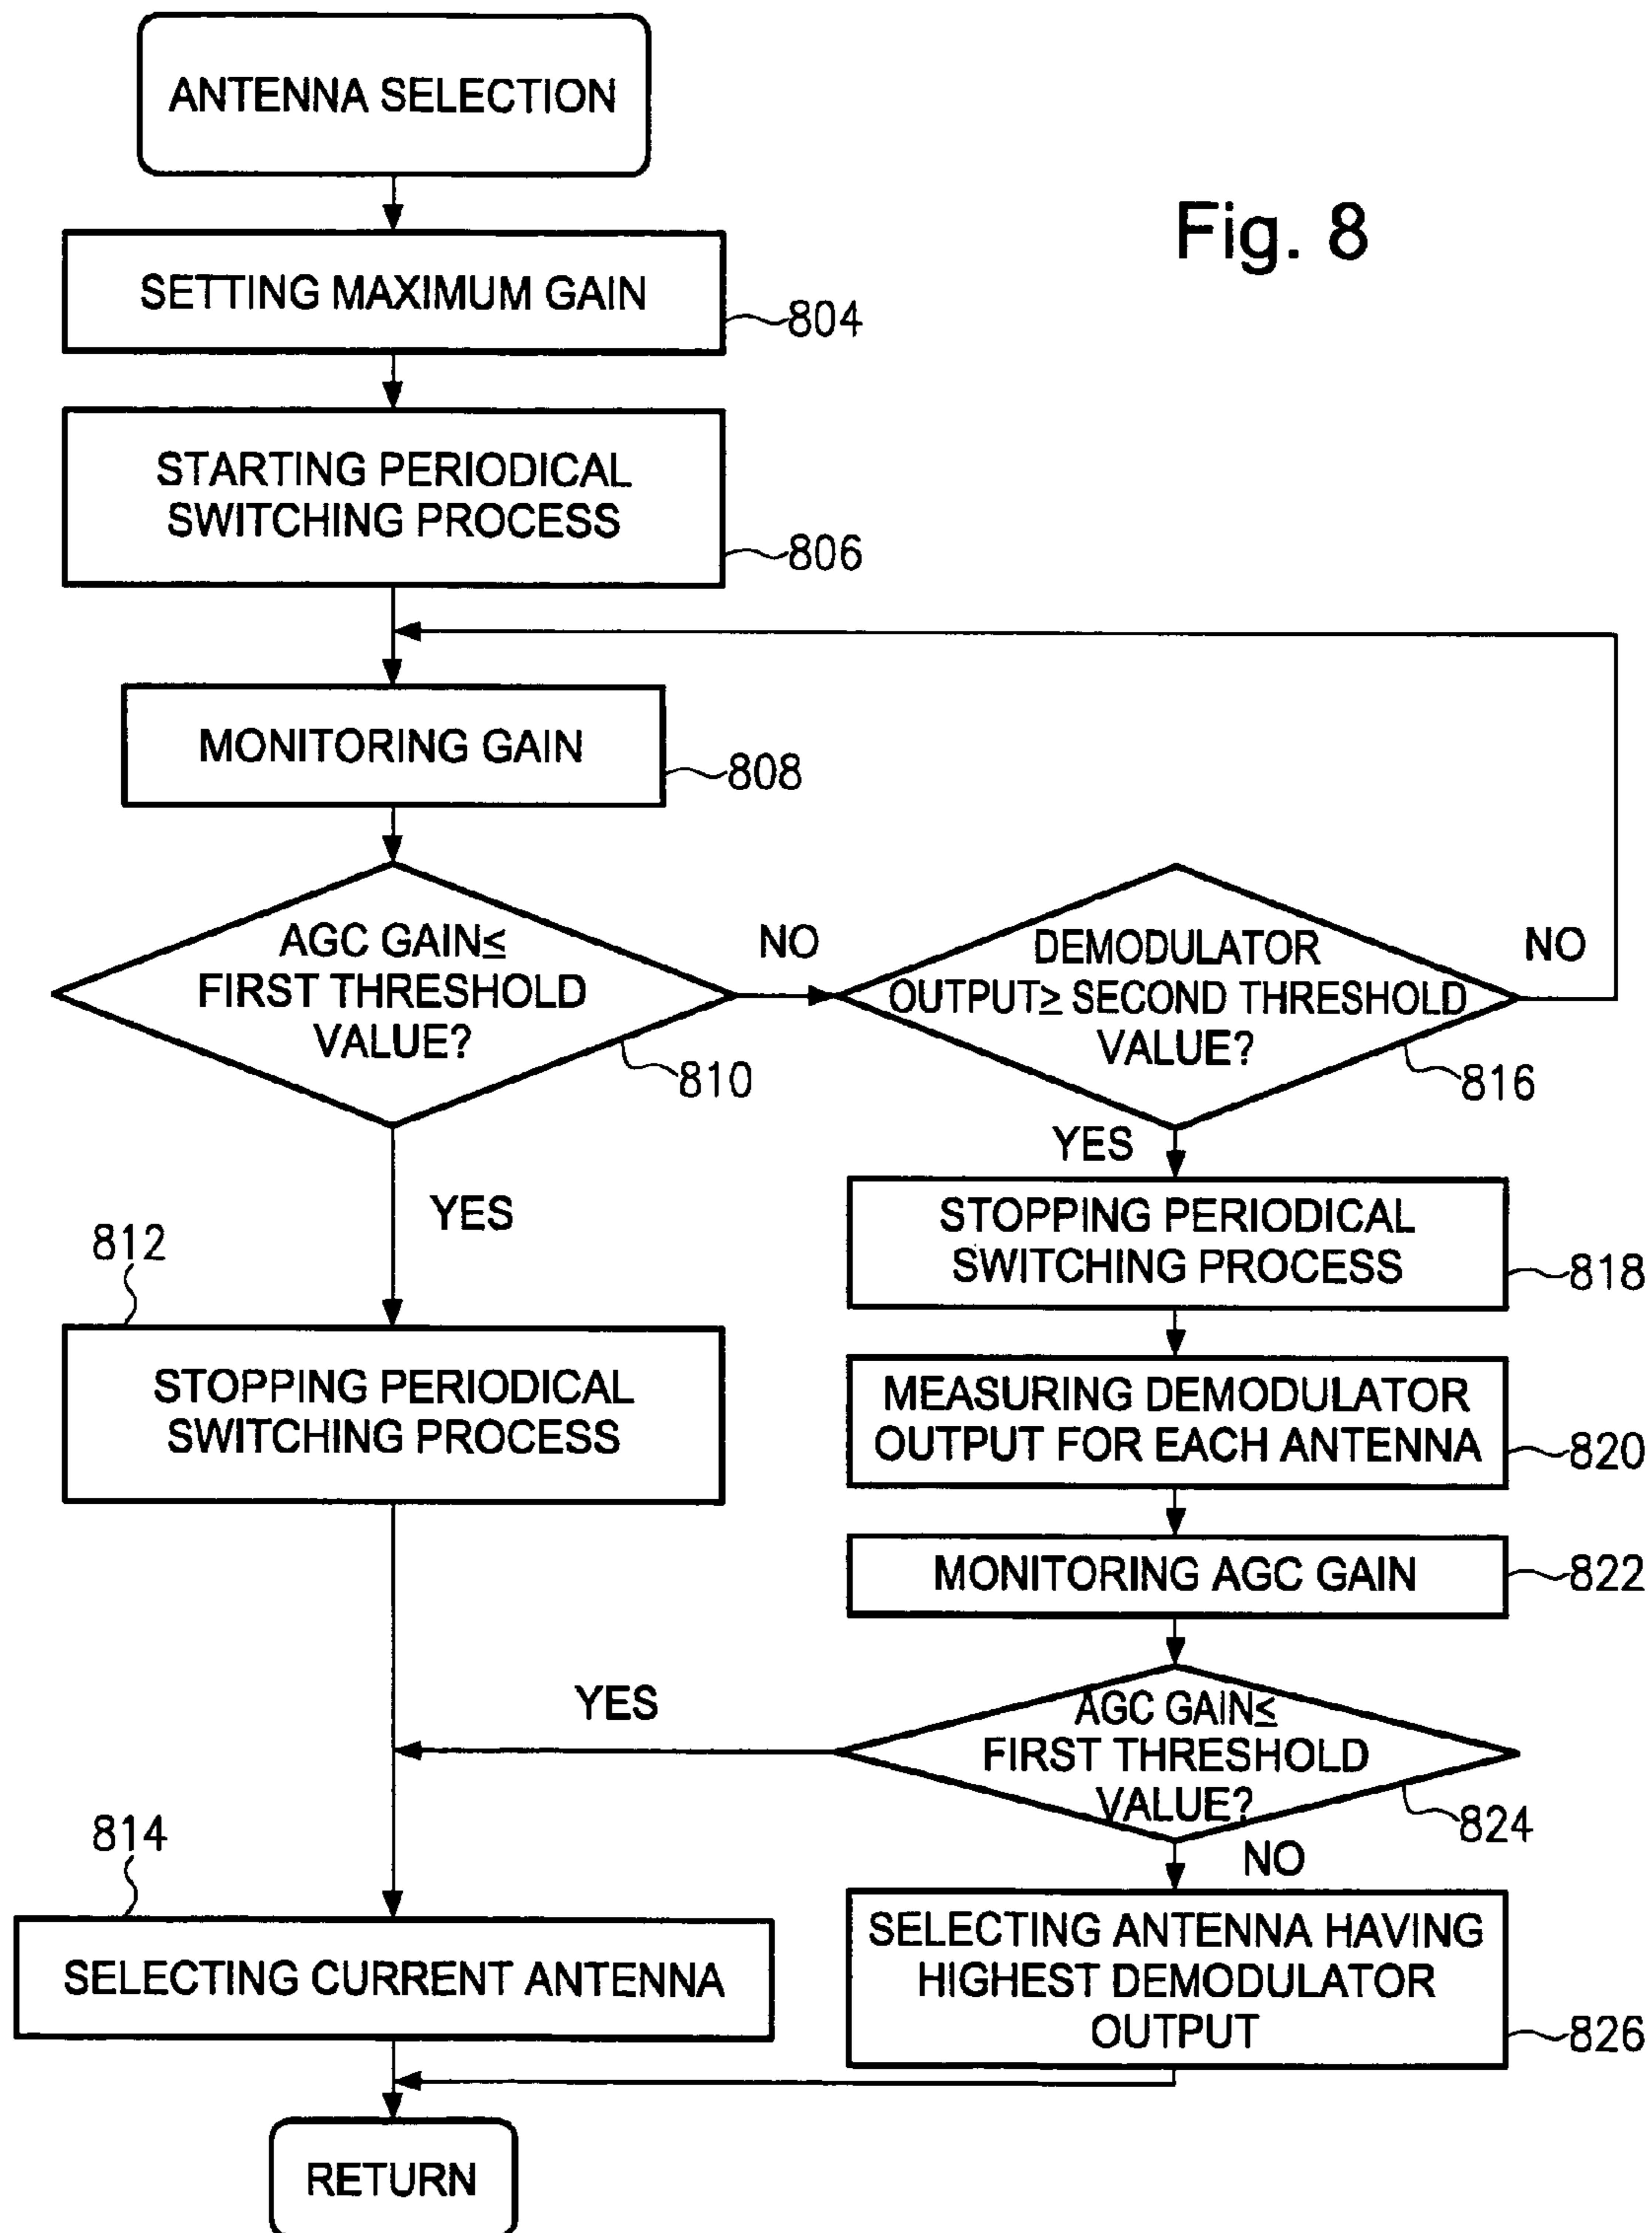 ANTENNA SELECTION
Fig. 8
SETTING MAXIMUM GAIN
804
STARTING PERIODICAL
SWITCHING PROCESS
806
MONITORING GAIN
808
AGC GAIN≤
FIRST THRESHOLD
VALUE?
810
NO
DEMODULATOR
OUTPUT≥ SECOND THRESHOLD
VALUE?
816
NO
YES
YES
812
STOPPING PERIODICAL
SWITCHING PROCESS
STOPPING PERIODICAL
SWITCHING PROCESS
818
MEASURING DEMODULATOR
OUTPUT FOR EACH ANTENNA
820
MONITORING AGC GAIN
822
AGC GAIN≤
FIRST THRESHOLD
VALUE?
824
YES
NO
814
SELECTING CURRENT ANTENNA
SELECTING ANTENNA HAVING
HIGHEST DEMODULATOR
OUTPUT
826
RETURN